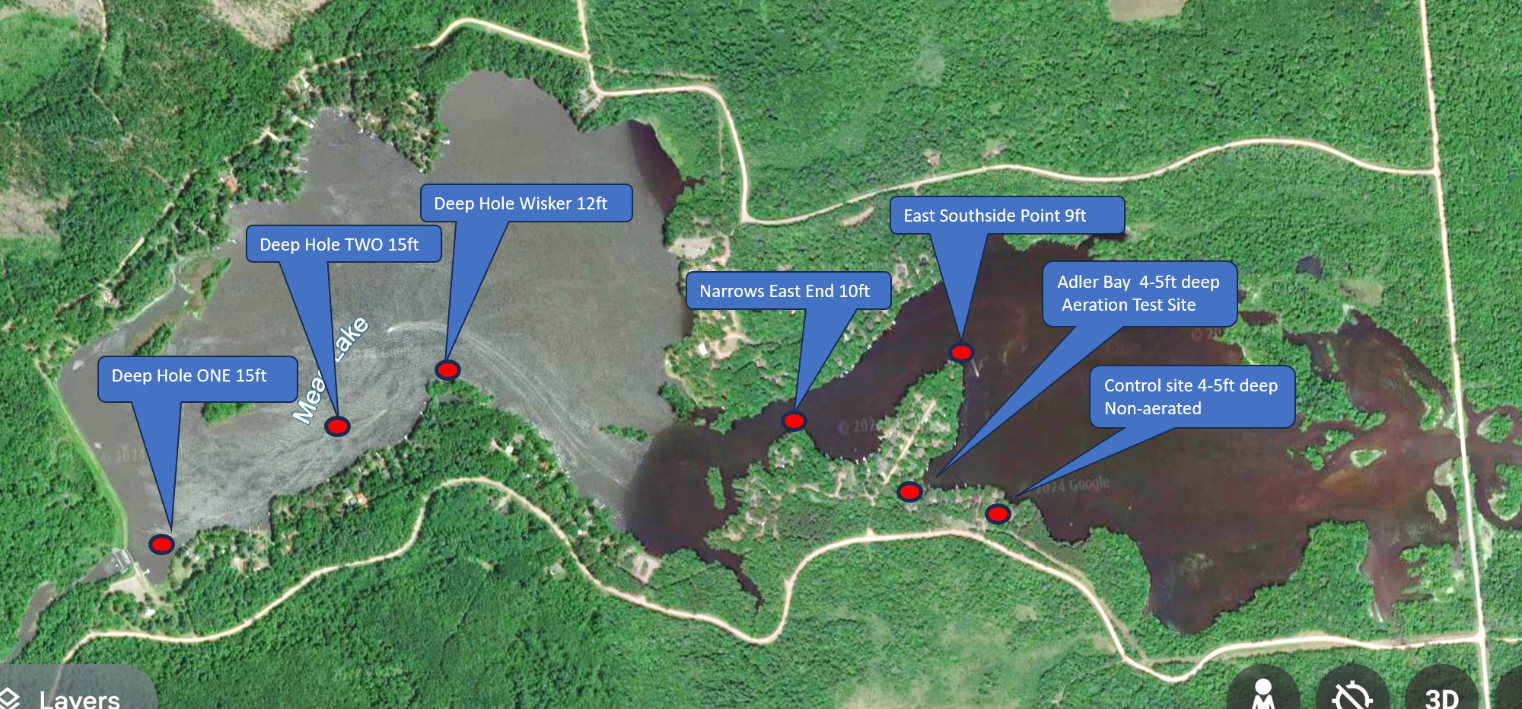 Deep Hole Wisker 12ft
East Southside Point 9ft
Deep Hole TWO 15ft
Adler Bay 4-5ft deep
Aeration Test Site
Narrows East End 10ft
Deep Hole ONE 15ft
Lake
Control site 4-5ft deep
Non-aerated
© 202
2024 Google
Layers
3D